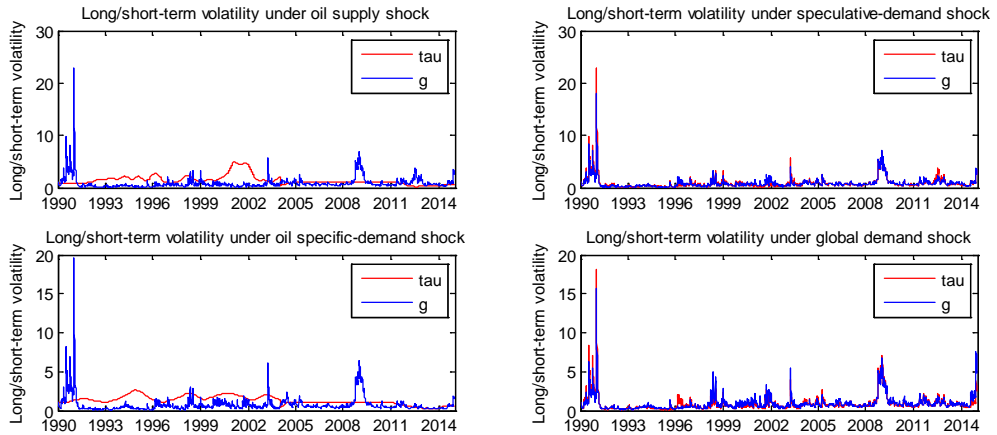 Long/short-term volatility under oil supply shock
Long/short-term volatility
30
20
10
0
tau
g
1990 1993 1996 1999 2002 2005 2008 2011 2014
Long/short-term volatility under speculative-demand shock
Long/short-term volatility
30
20
10
0
tau
g
1990 1993 1996 1999 2002 2005 2008 2011 2014
Long/short-term volatility under oil specific-demand shock
Long/short-term volatility
20
15
10
5
0
tau
g
1990 1993 1996 1999 2002 2005 2008 2011 2014
Long/short-term volatility under global demand shock
Long/short-term volatility
20
15
10
5
0
tau
g
1990 1993 1996 1999 2002 2005 2008 2011 2014